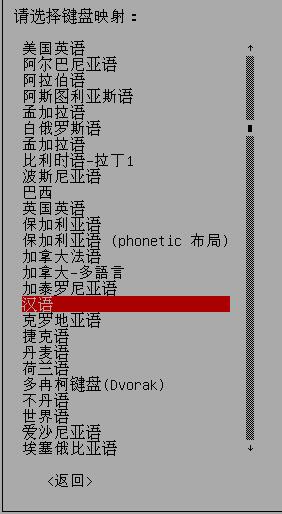 请选择键盘映射：
美国英语
阿尔巴尼亚语
阿拉伯语
阿斯图利亚斯语
孟加拉语
白俄罗斯语
孟加拉语
比利时语-拉丁1
波斯尼亚语
巴西
英国英语
保加利亚语
保加利亚语 (phonetic 布局)
加拿大法语
加拿大-多語言
加泰罗尼亚语
汉语
克罗地亚语
捷克语
丹麦语
荷兰语
多冉柯键盘(Dvorak)
不丹语
世界语
爱沙尼亚语
埃塞俄比亚语
<返回>